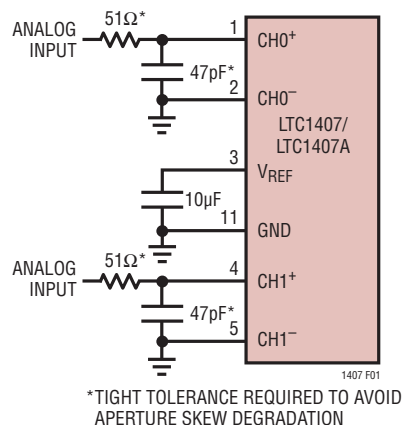 ANALOG
INPUT
51Ω*
1
CH0+
47pF*
2
CH0–
LTC1407/
LTC1407A
3
VREF
10µF
11
GND
ANALOG
INPUT
51Ω*
4
CH1+
47pF*
5
CH1–
1407 F01
*TIGHT TOLERANCE REQUIRED TO AVOID
APERTURE SKEW DEGRADATION